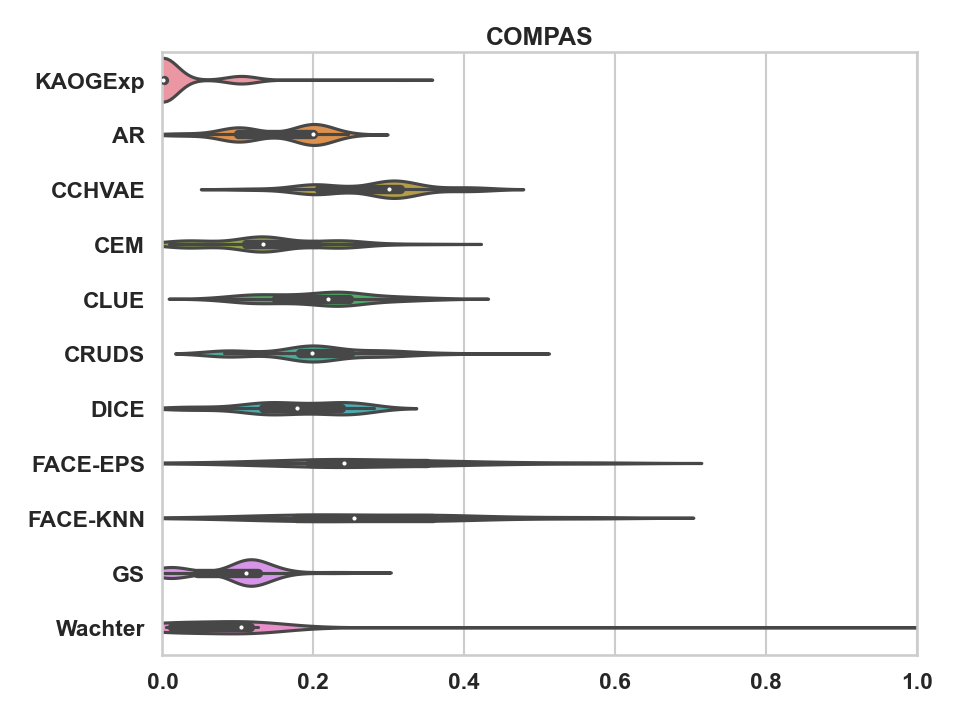 COMPAS
KAOGExp
AR
CCHVAE
CEM
CLUE
CRUDS
DICE
FACE-EPS
FACE-KNN
GS
Wachter
0.0 0.2 0.4 0.6 0.8 1.0